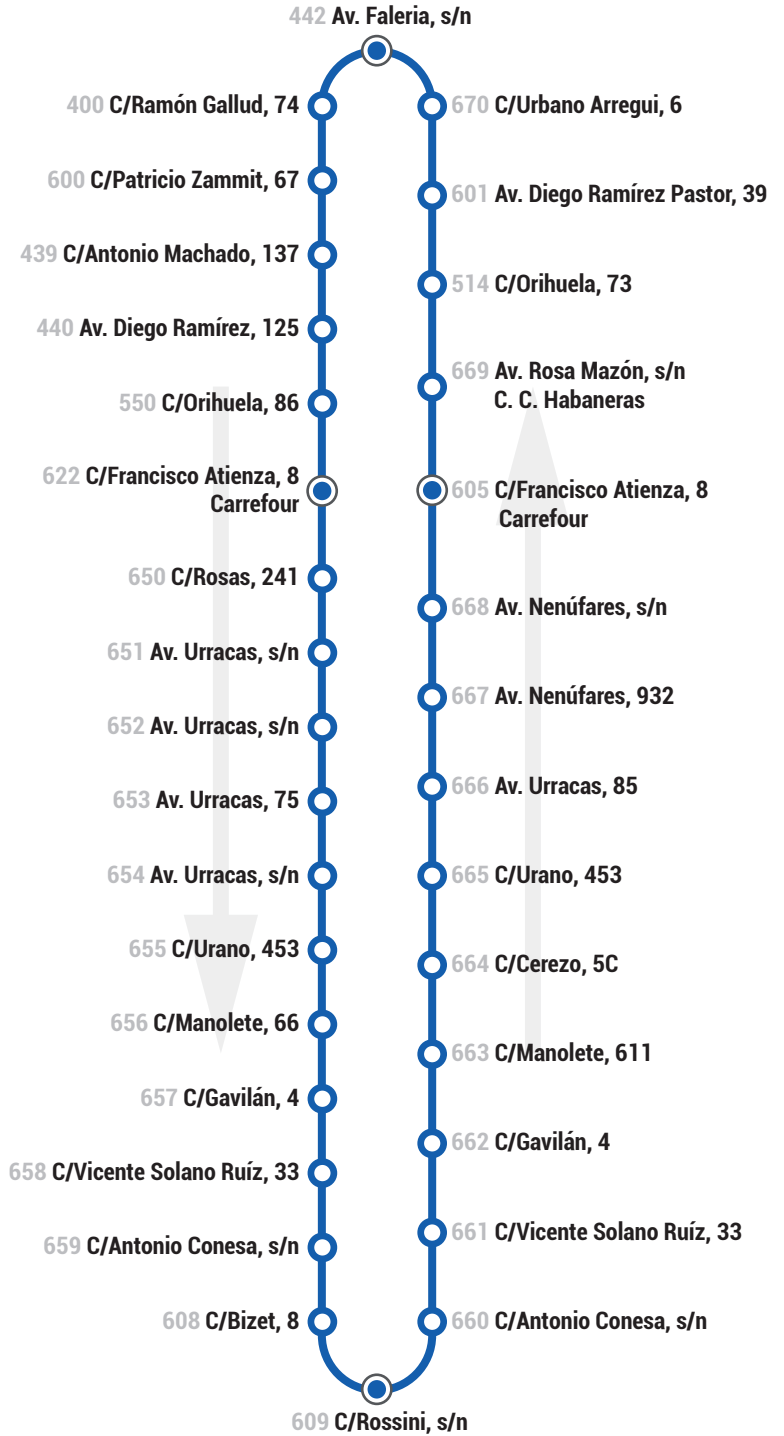 442 Av. Faleria, s/n
400 C/Ramón Gallud, 74
600 C/Patricio Zammit, 67
439 C/Antonio Machado, 137
440 Av. Diego Ramírez, 125
550 C/Orihuela, 86
622 C/Francisco Atienza, 8
Carrefour
650 C/Rosas, 241
651 Av. Urracas, s/n
652 Av. Urracas, s/n
653 Av. Urracas, 75
654 Av. Urracas, s/n
655 C/Urano, 453
656 C/Manolete, 66
657 C/Gavilán, 4
658 C/Vicente Solano Ruíz, 33
659 C/Antonio Conesa, s/n
608 C/Bizet, 8
609 C/Rossini, s/n
670 C/Urbano Arregui, 6
601 Av. Diego Ramírez Pastor, 39
514 C/Orihuela, 73
669 Av. Rosa Mazón, s/n
C. C. Habaneras
605 C/Francisco Atienza, 8
Carrefour
668 Av. Nenúfares, s/n
667 Av. Nenúfares, 932
666 Av. Urracas, 85
665 C/Urano, 453
664 C/Cerezo, 5C
663 C/Manolete, 611
662 C/Gavilán, 4
661 C/Vicente Solano Ruíz, 33
660 C/Antonio Conesa, s/n